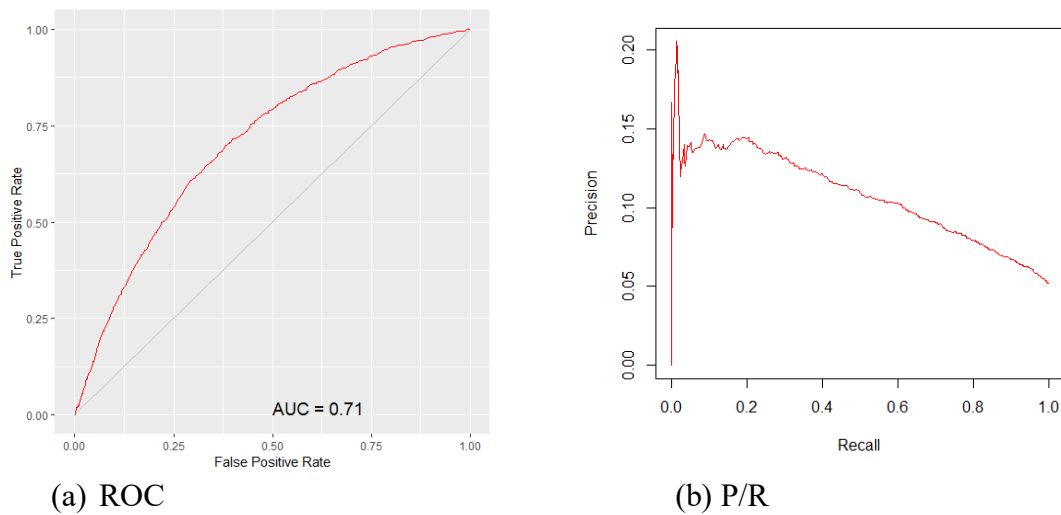 1.00
0.75
0.50
0.25
0.00
True Positive Rate
AUC = 0.71
0.00 0.25 0.50 0.75 1.00
False Positive Rate
(a) ROC
0.20
0.15
0.10
0.05
0.00
Precision
0.0 0.2 0.4 0.6 0.8 1.0
Recall
(b) P/R